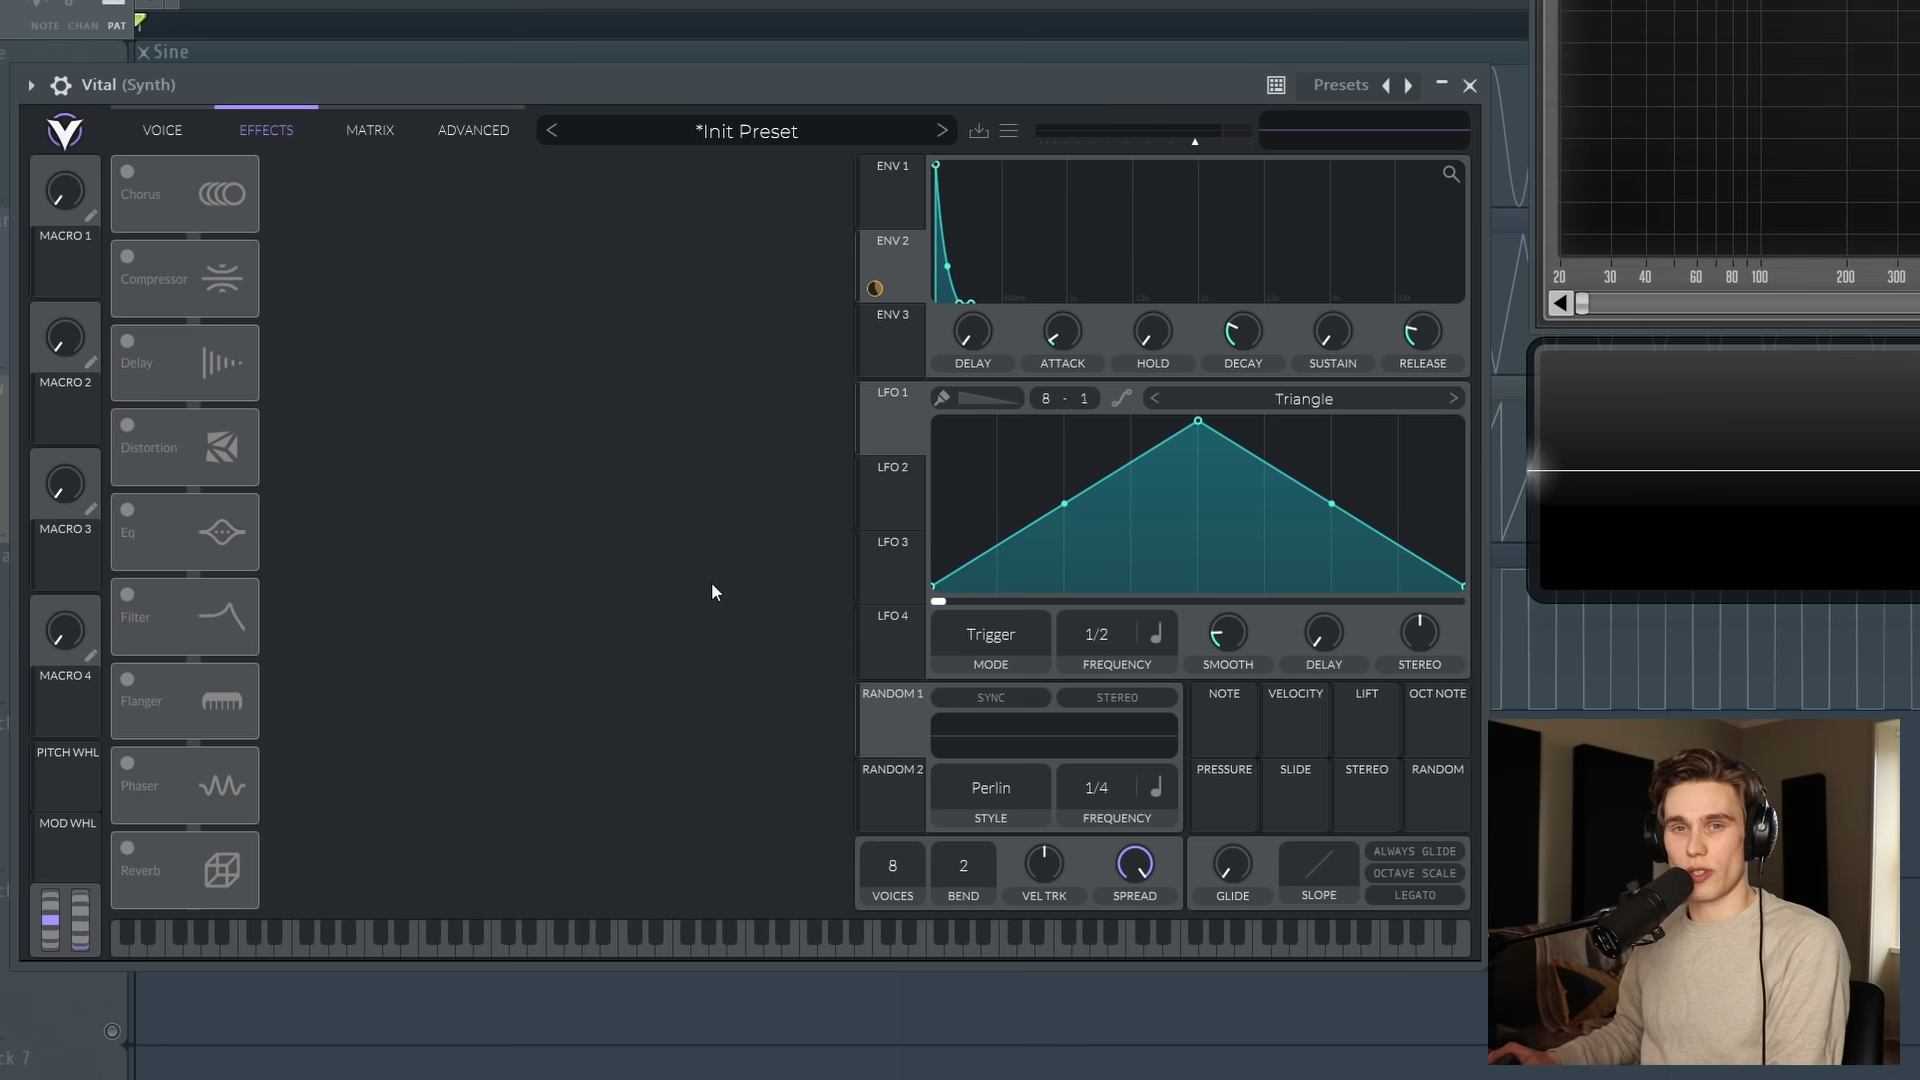 NOTE CHAN PAT
Sine
Vital (Synth)
Presets
VOICE
EFFECTS
MATRIX
ADVANCED
*Init Preset
MACRO 1
MACRO 2
MACRO 3
MACRO 4
PITCH WHL
MOD WHL
Chorus
Compressor
Delay
Distortion
Eq
Filter
Flanger
Phaser
Reverb
ENV 1
ENV 2
ENV 3
DELAY
ATTACK
HOLD
DECAY
SUSTAIN
RELEASE
LFO 1
LFO 2
LFO 3
LFO 4
8 - 1
Triangle
Trigger
MODE
1/2
FREQUENCY
SMOOTH
DELAY
STEREO
RANDOM 1
RANDOM 2
SYNC
STEREO
Perlin
STYLE
1/4
FREQUENCY
NOTE
VELOCITY
LIFT
OCT NOTE
PRESSURE
SLIDE
STEREO
RANDOM
8
VOICES
2
BEND
VEL TRK
SPREAD
GLIDE
SLOPE
ALWAYS GLIDE
OCTAVE SCALE
LEGATO
20 30 40 60 80 100 200 300
ck 7